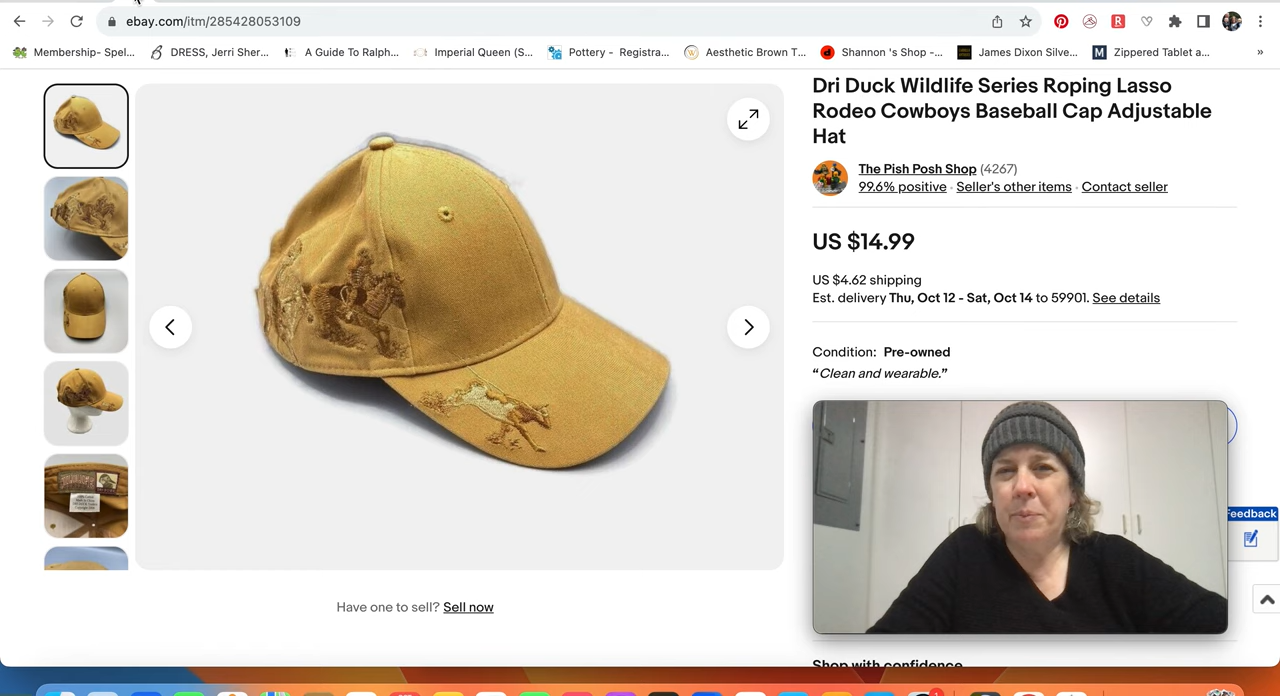 ebay.com/itm/285428053109
Membership- Spel... DRESS, Jerri Sher... A Guide To Ralph... Imperial Queen (S... Pottery - Registra... Aesthetic Brown T... Shannon 's Shop -... James Dixon Silve... M Zippered Tablet a... »
Dri Duck Wildlife Series Roping Lasso
Rodeo Cowboys Baseball Cap Adjustable
Hat
The Pish Posh Shop (4267)
99.6% positive · Seller's other items · Contact seller
US $14.99
US $4.62 shipping
Est. delivery Thu, Oct 12 - Sat, Oct 14 to 59901. See details
Condition: Pre-owned
“Clean and wearable.”
Feedback
Have one to sell? Sell now
Shop with confidence